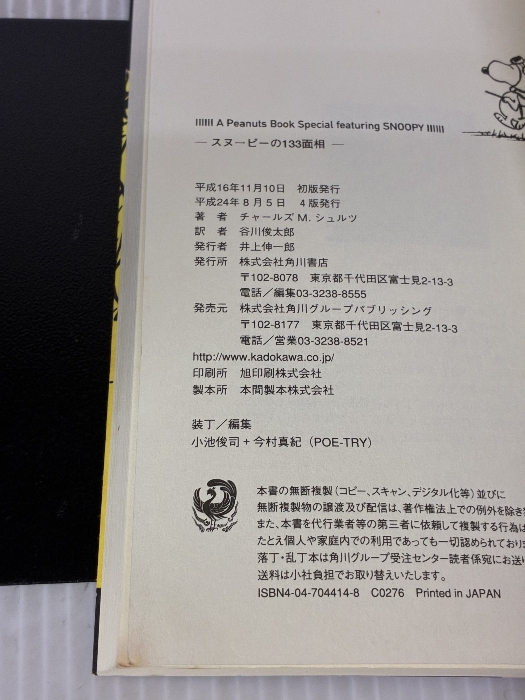 A Peanuts Book Special featuring SNOOPY
― スヌーピーの133面相 ―
平成16年11月10日　初版発行
平成24年8月5日　4版発行
著　者　チャールズ M. シュルツ
訳　者　谷川俊太郎
発行者　井上伸一郎
発行所　株式会社角川書店
〒102-8078　東京都千代田区富士見2-13-3
電話／編集03-3238-8555
発売元　株式会社角川グループパブリッシング
〒102-8177　東京都千代田区富士見2-13-3
電話／営業03-3238-8521
http://www.kadokawa.co.jp/
印刷所　旭印刷株式会社
製本所　本間製本株式会社
装丁／編集
小池俊司＋今村真紀（POE-TRY）
本書の無断複製（コピー、スキャン、デジタル化等）並びに
無断複製物の譲渡及び配信は、著作権法上での例外を除き
また、本書を代行業者等の第三者に依頼して複製する行為は
たとえ個人や家庭内での利用であっても一切認められており
落丁・乱丁本は角川グループ受注センター読者係宛にお送り
送料は小社負担でお取り替えいたします。
ISBN4-04-704414-8　C0276　Printed in JAPAN